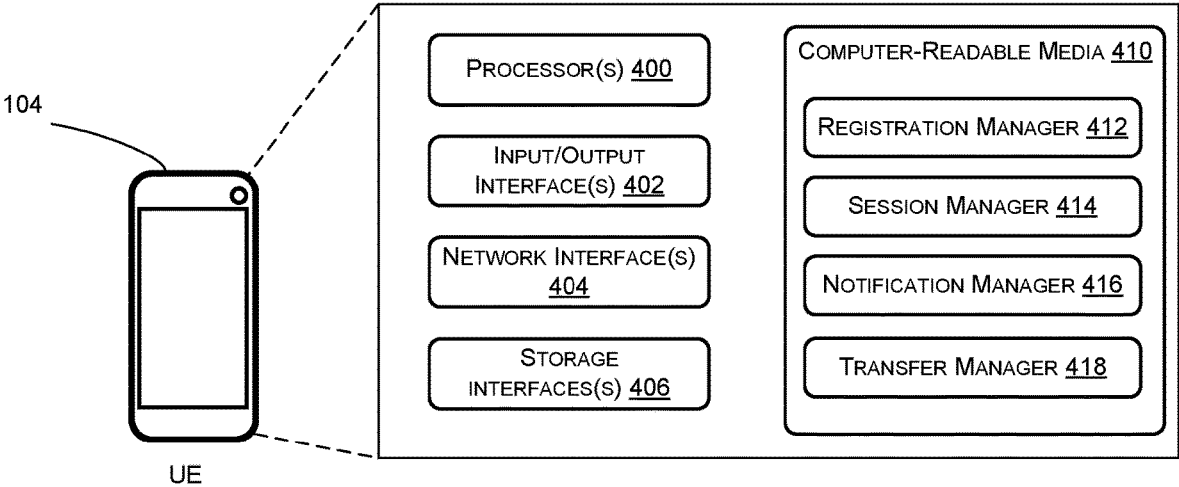 104
UE
PROCESSOR(S) 400
INPUT/OUTPUT
INTERFACE(S) 402
NETWORK INTERFACE(S)
404
STORAGE
INTERFACES(S) 406
COMPUTER-READABLE MEDIA 410
REGISTRATION MANAGER 412
SESSION MANAGER 414
NOTIFICATION MANAGER 416
TRANSFER MANAGER 418